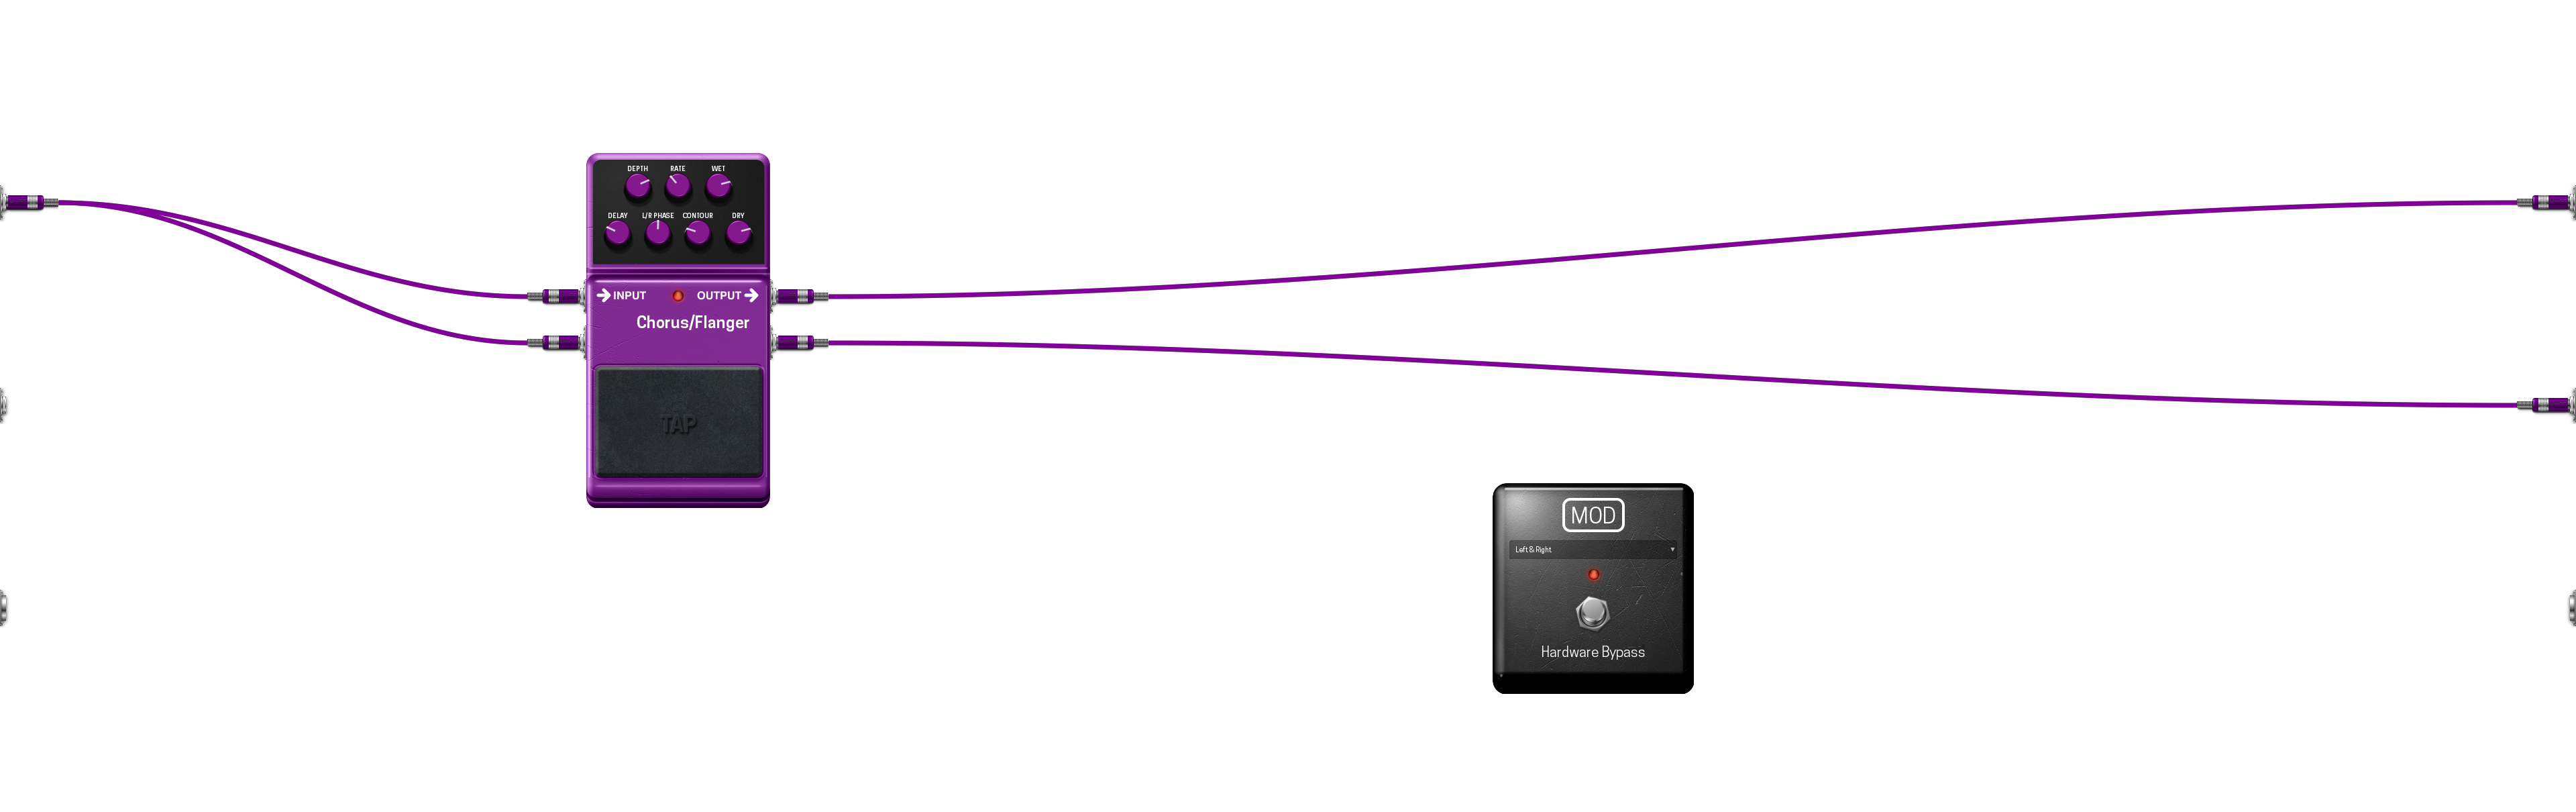 DEPTH RATE WET
DELAY L/R PHASE CONTOUR DRY
INPUT OUTPUT
Chorus/Flanger
TAP
MOD
Left & Right
Hardware Bypass